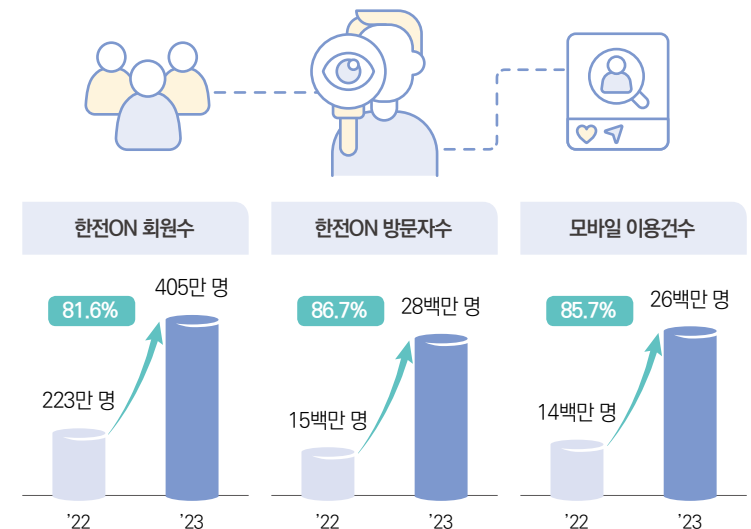 한전ON 회원수
81.6%
405만 명
223만 명
’22
’23
한전ON 방문자수
86.7%
28백만 명
15백만 명
’22
’23
모바일 이용건수
85.7%
26백만 명
14백만 명
’22
’23